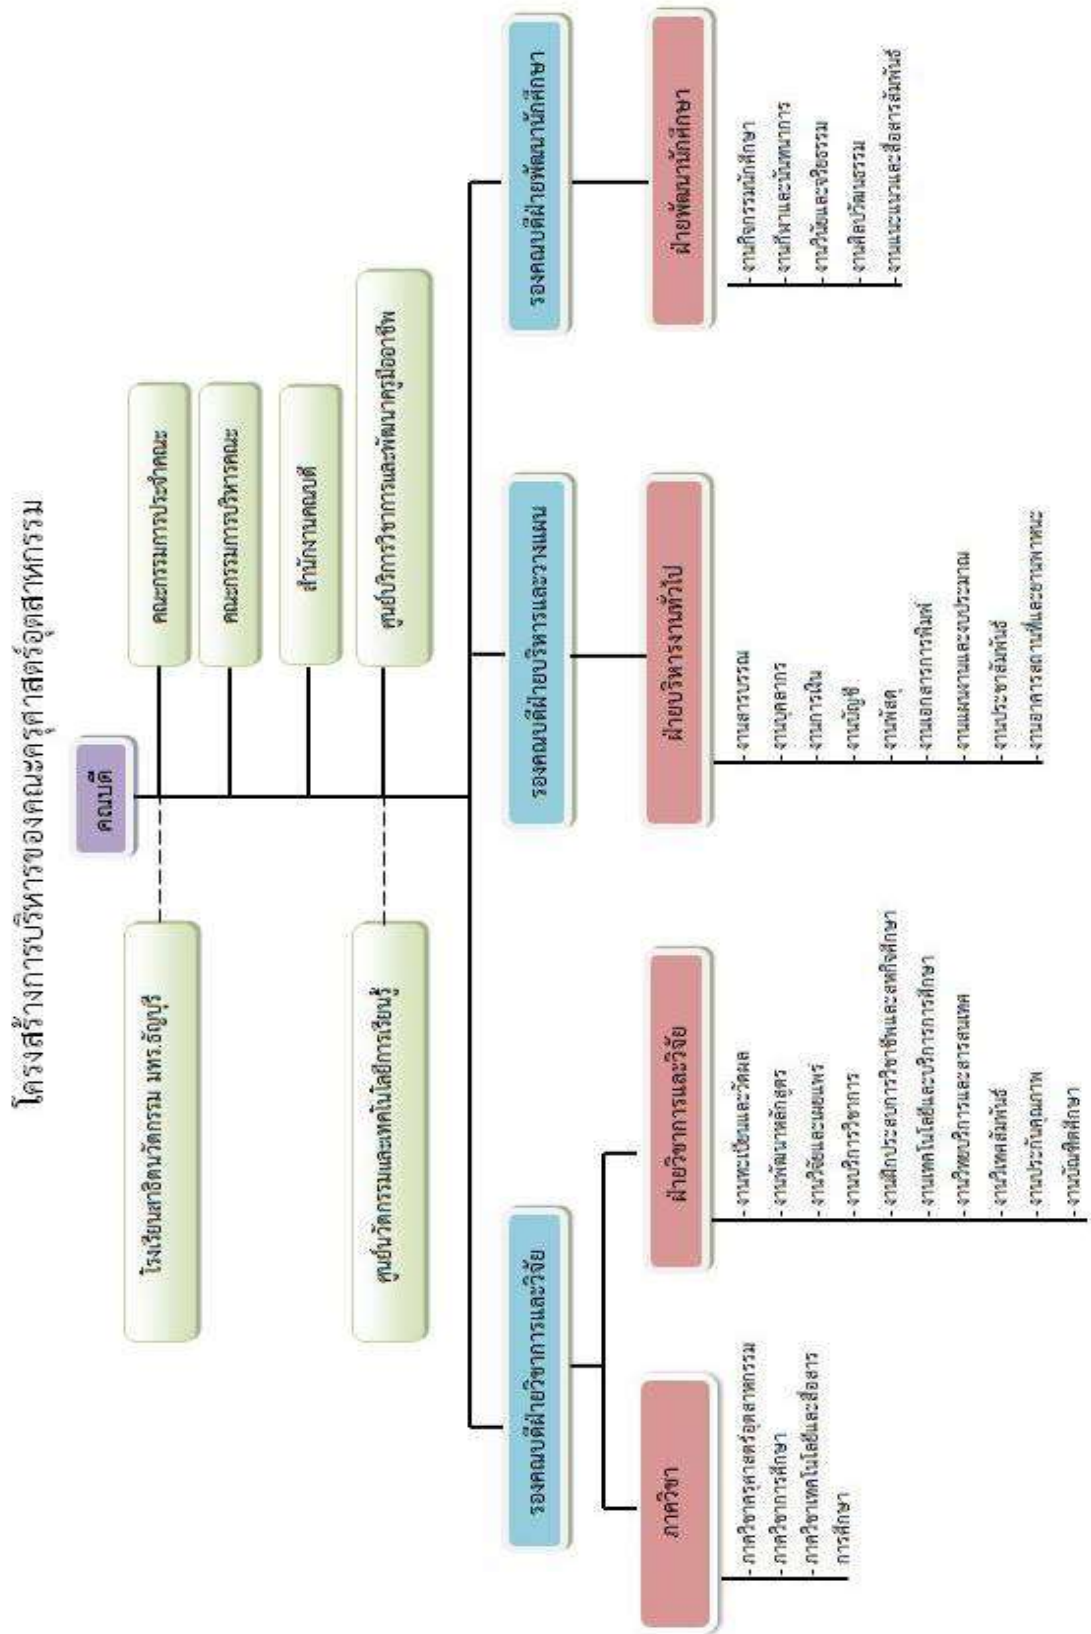 โครงสร้างการบริหารของคณะครุศาสตร์อุตสาหกรรม
คณบดี
โรงเรียนสาธิตนวัตกรรม มทร.ธัญบุรี
คณะกรรมการประจำคณะ
คณะกรรมการบริหารคณะ
สำนักงานคณบดี
ศูนย์นวัตกรรมและเทคโนโลยีการเรียนรู้
ศูนย์บริการวิชาการและพัฒนาครูมืออาชีพ
รองคณบดีฝ่ายวิชาการและวิจัย
รองคณบดีฝ่ายบริหารและวางแผน
รองคณบดีฝ่ายพัฒนานักศึกษา
ภาควิชา
- ภาควิชาครุศาสตร์อุตสาหกรรม
- ภาควิชาการศึกษา
- ภาควิชาเทคโนโลยีและสื่อสาร
การศึกษา
ฝ่ายวิชาการและวิจัย
- งานทะเบียนและวัดผล
- งานพัฒนาหลักสูตร
- งานวิจัยและเผยแพร่
- งานบริการวิชาการ
- งานฝึกประสบการวิชาชีพและสหกิจศึกษา
- งานเทคโนโลยีและบริการการศึกษา
- งานวิทยบริการและสารสนเทศ
- งานวิเทศสัมพันธ์
- งานประกันคุณภาพ
- งานบัณฑิตศึกษา
ฝ่ายบริหารงานทั่วไป
- งานสารบรรณ
- งานบุคลากร
- งานการเงิน
- งานบัญชี
- งานพัสดุ
- งานเอกสารการพิมพ์
- งานแผนงานและงบประมาณ
- งานประชาสัมพันธ์
- งานอาคารสถานที่และยานพาหนะ
ฝ่ายพัฒนานักศึกษา
- งานกิจกรรมนักศึกษา
- งานกีฬาและนันทนาการ
- งานวินัยและจริยธรรม
- งานศิลปวัฒนธรรม
- งานแนะแนวและสื่อสารสัมพันธ์